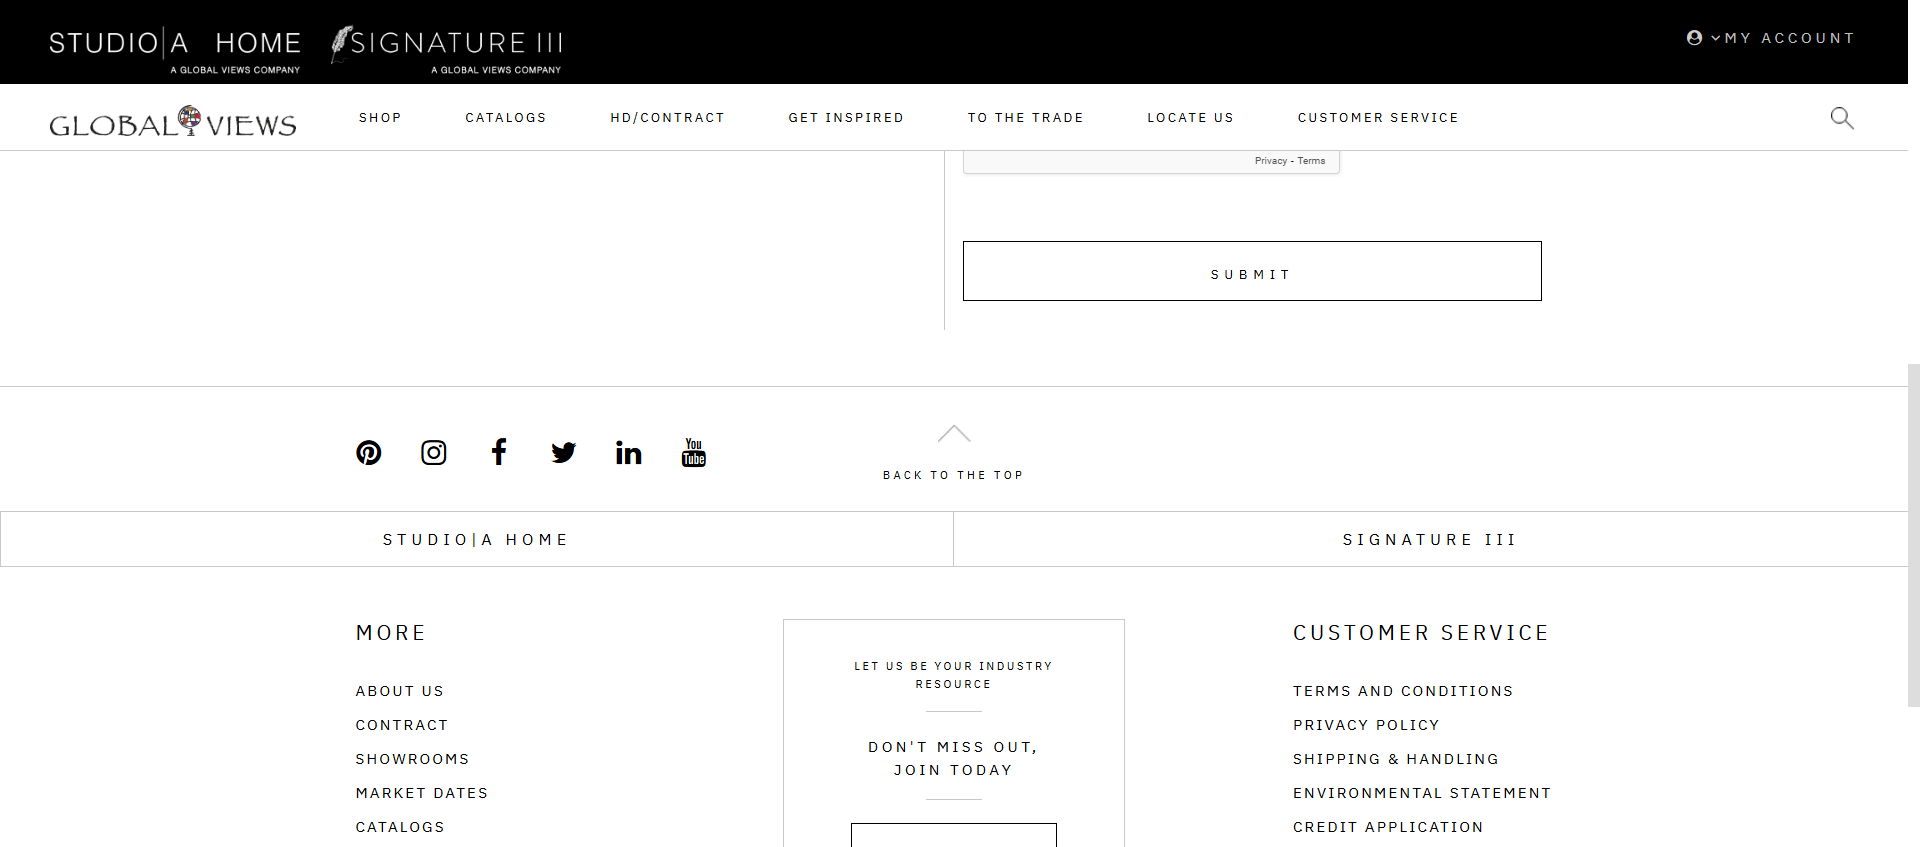 STUDIO|A HOME
A GLOBAL VIEWS COMPANY
SIGNATURE III
A GLOBAL VIEWS COMPANY
MY ACCOUNT
GLOBAL VIEWS
SHOP
CATALOGS
HD/CONTRACT
GET INSPIRED
TO THE TRADE
LOCATE US
CUSTOMER SERVICE
Privacy - Terms
SUBMIT
You
Tube
BACK TO THE TOP
STUDIO|A HOME
SIGNATURE III
MORE
ABOUT US
CONTRACT
SHOWROOMS
MARKET DATES
CATALOGS
LET US BE YOUR INDUSTRY
RESOURCE
DON'T MISS OUT,
JOIN TODAY
CUSTOMER SERVICE
TERMS AND CONDITIONS
PRIVACY POLICY
SHIPPING & HANDLING
ENVIRONMENTAL STATEMENT
CREDIT APPLICATION